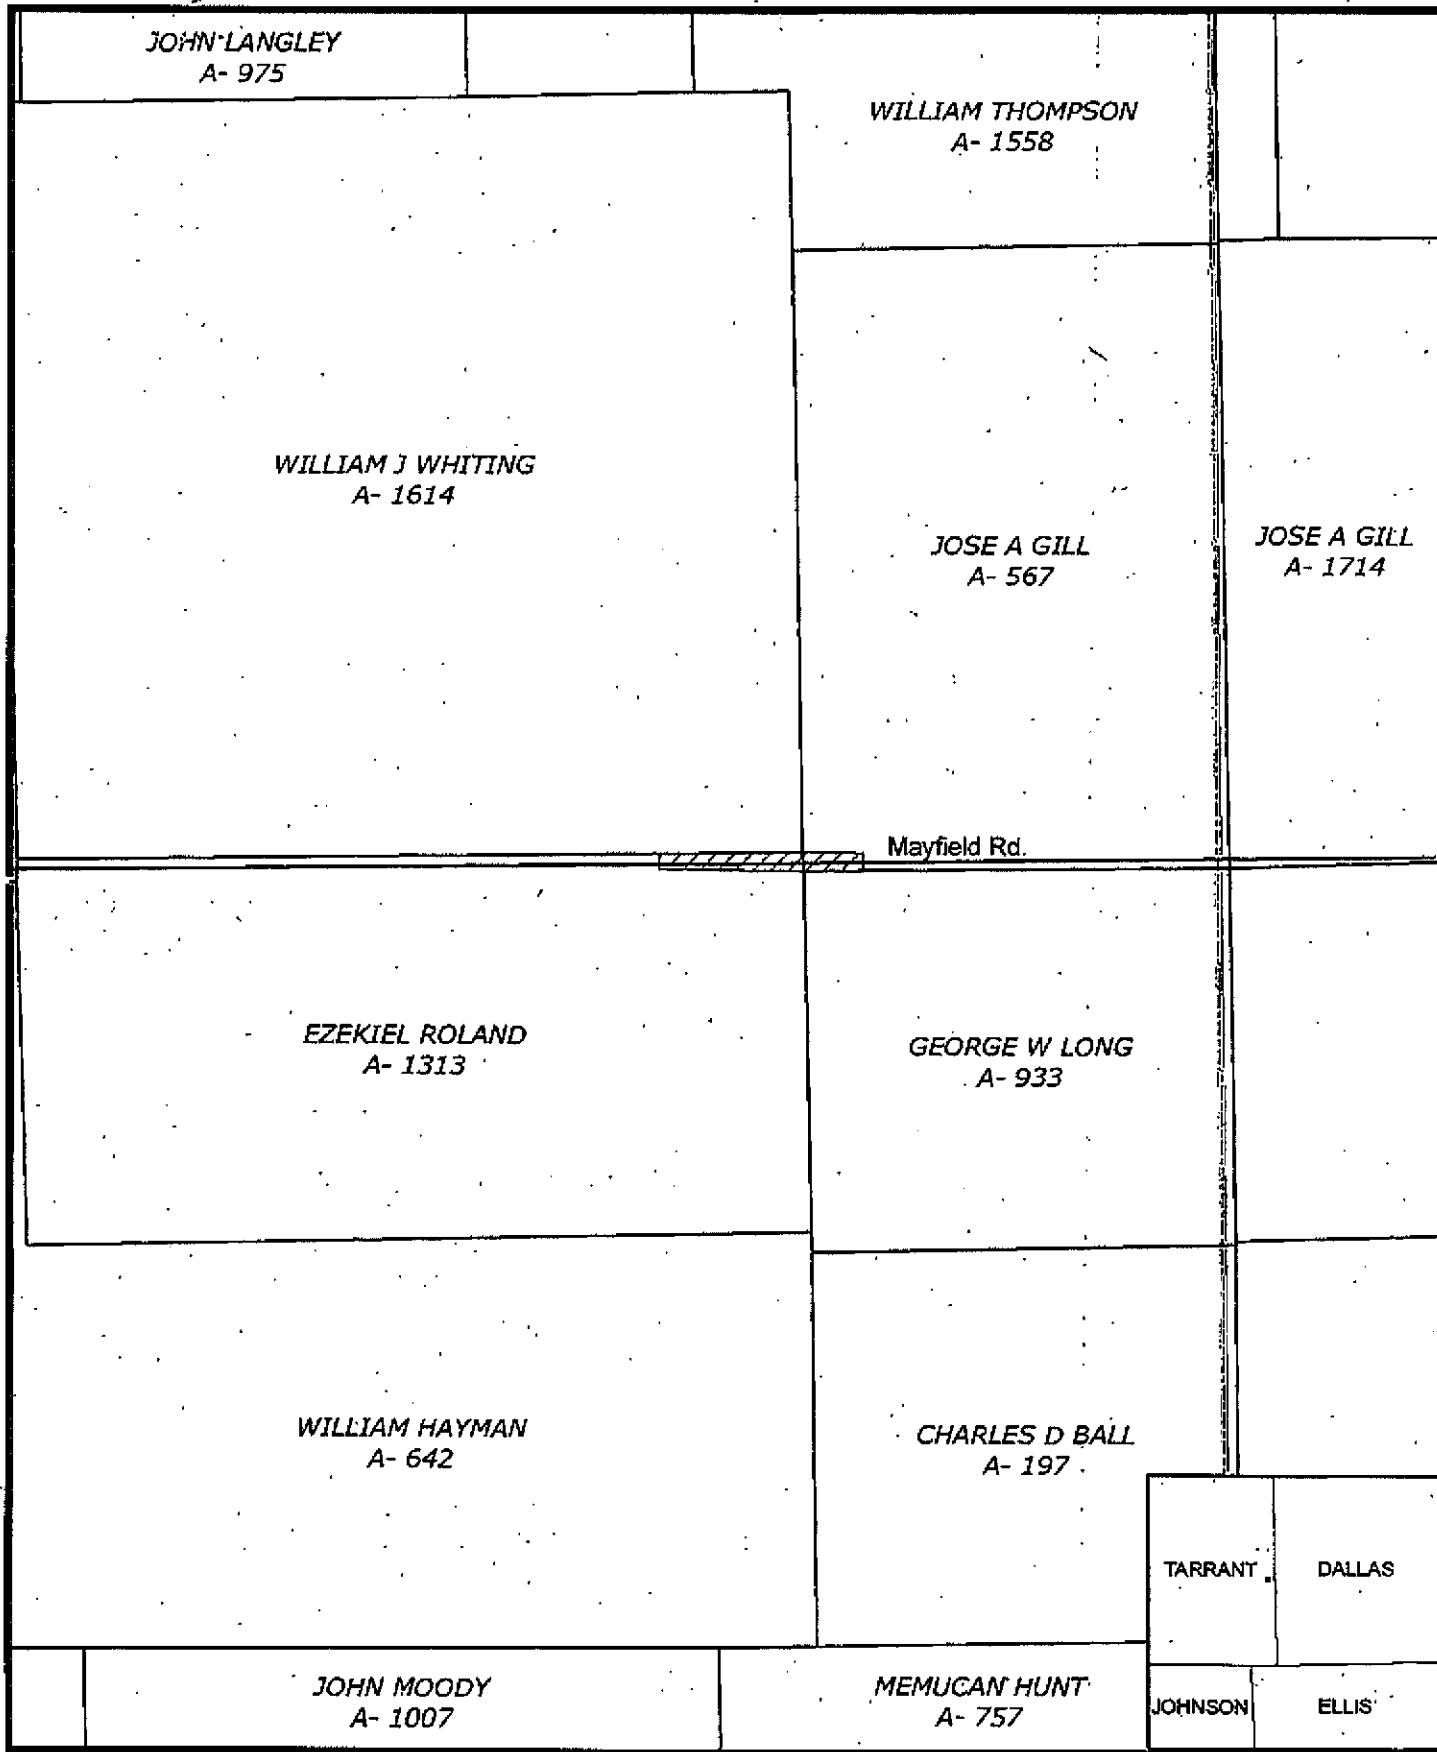 JOHN LANGLEY
A- 975
WILLIAM THOMPSON
A- 1558
WILLIAM J WHITING
A- 1614
JOSE A GILL
A- 567
JOSE A GILL
A- 1714
Mayfield Rd.
EZEKIEL ROLAND
A- 1313
GEORGE W LONG
A- 933
WILLIAM HAYMAN
A- 642
CHARLES D BALL
A- 197
TARRANT
DALLAS
JOHN MOODY
A- 1007
MEMUCAN HUNT
A- 757
JOHNSON
ELLIS